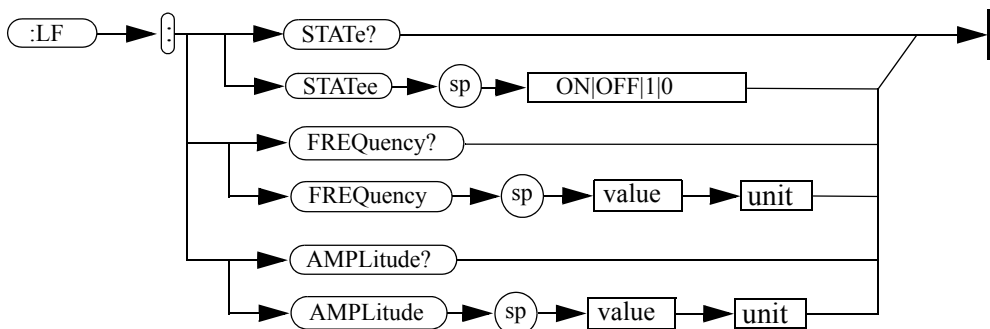 :LF : STATe?
STATee sp ON|OFF|1|0
FREQuency?
FREQuency sp value unit
AMPLitude?
AMPLitude sp value unit